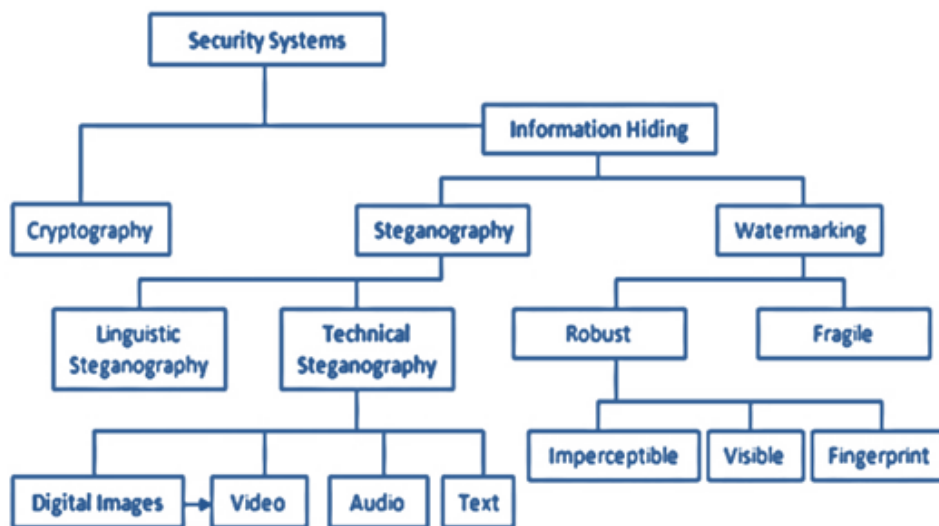 Security Systems
Information Hiding
Cryptography
Steganography
Watermarking
Linguistic
Steganography
Technical
Steganography
Robust
Fragile
Imperceptible
Visible
Fingerprint
Digital Images
Video
Audio
Text